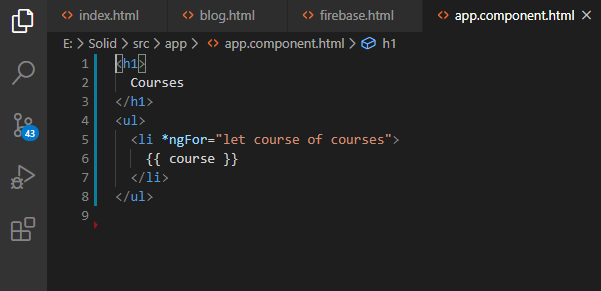 index.html blog.html firebase.html app.component.html
E: > Solid > src > app > app.component.html > h1
1 <h1>
2 Courses
3 </h1>
4 <ul>
5 <li *ngFor="let course of courses">
6 {{ course }}
7 </li>
8 </ul>
9
43